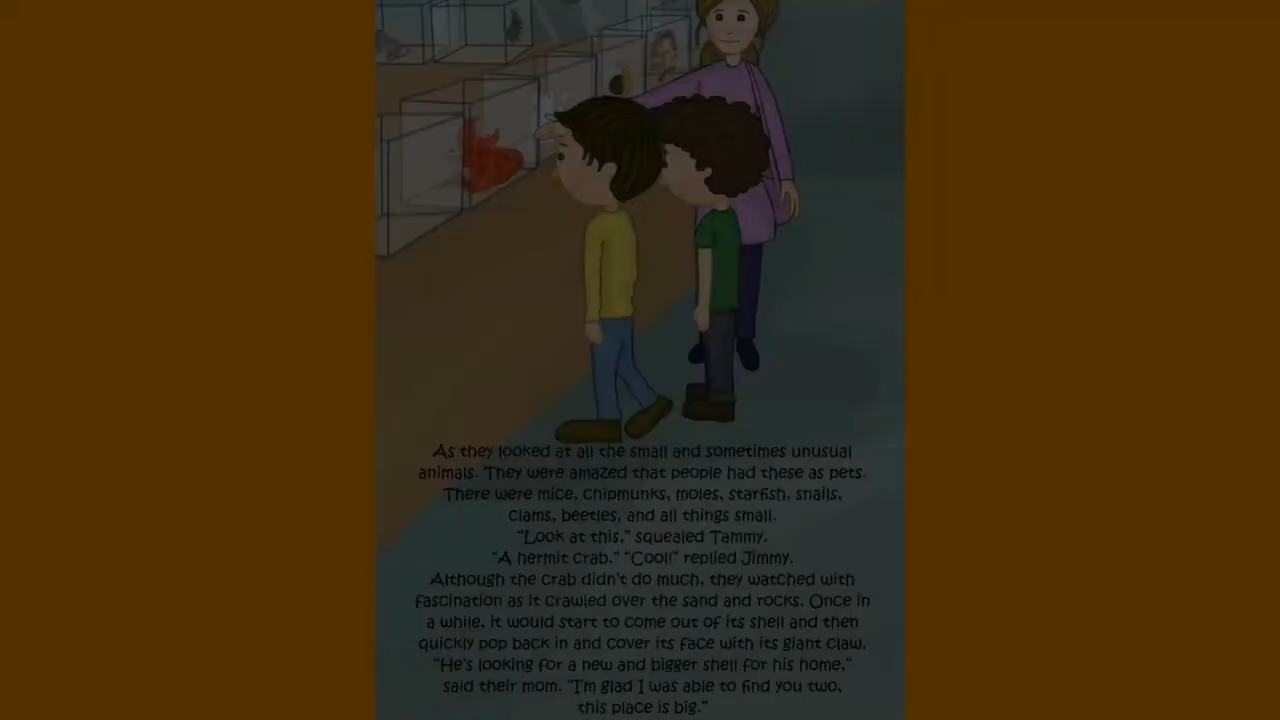 As they looked at all the small and sometimes unusual
animals. They were amazed that people had these as pets.
There were mice, chipmunks, moles, starfish, snails,
clams, beetles, and all things small.
"Look at this," squealed Tammy.
"A hermit crab." "Cool!" replied Jimmy.
Although the crab didn't do much, they watched with
fascination as it crawled over the sand and rocks. Once in
a while, it would start to come out of its shell and then
quickly pop back in and cover its face with its giant claw.
"He's looking for a new and bigger shell for his home,"
said their mom. "I'm glad I was able to find you two,
this place is big."